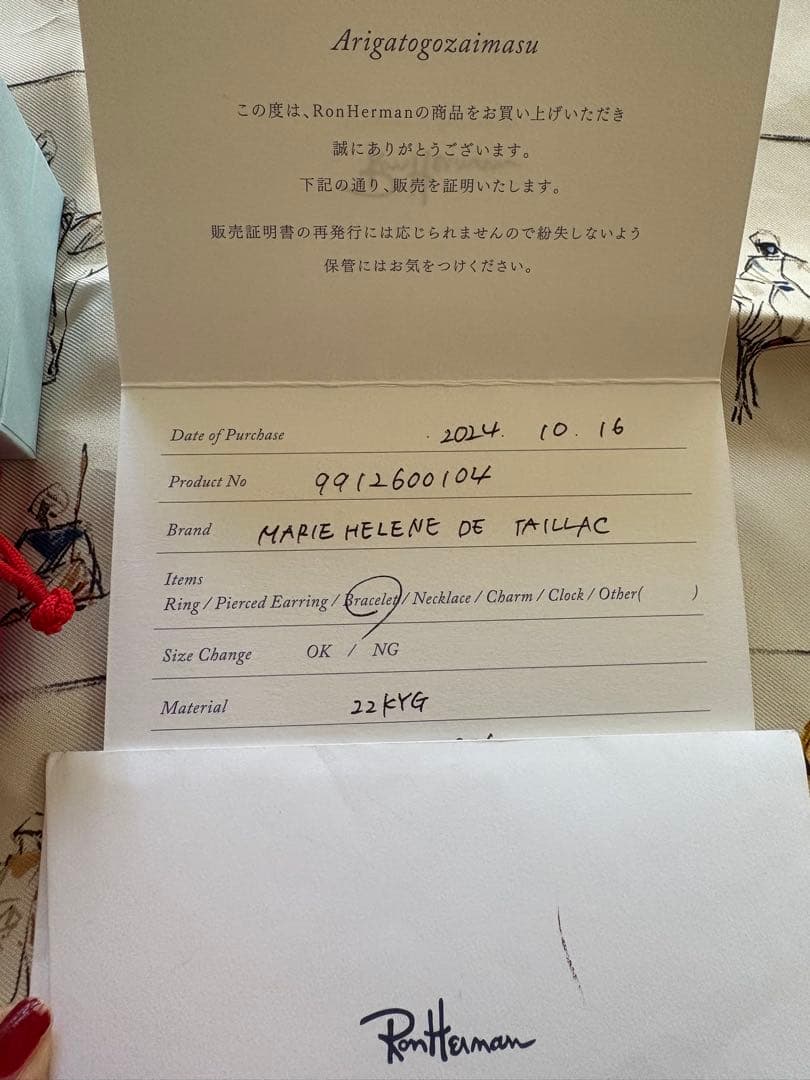 Arigatogozaimasu
この度は、RonHermanの商品をお買い上げいただき
誠にありがとうございます。
下記の通り、販売を証明いたします。
販売証明書の再発行には応じられませんので紛失しないよう
保管にはお気をつけください。
Date of Purchase 2024. 10. 16
Product No 9912600104
Brand MARIE HELENE DE TAILLAC
Items
Ring / Pierced Earring / Bracelet / Necklace / Charm / Clock / Other( )
Size Change OK / NG
Material 22KYG
RonHerman